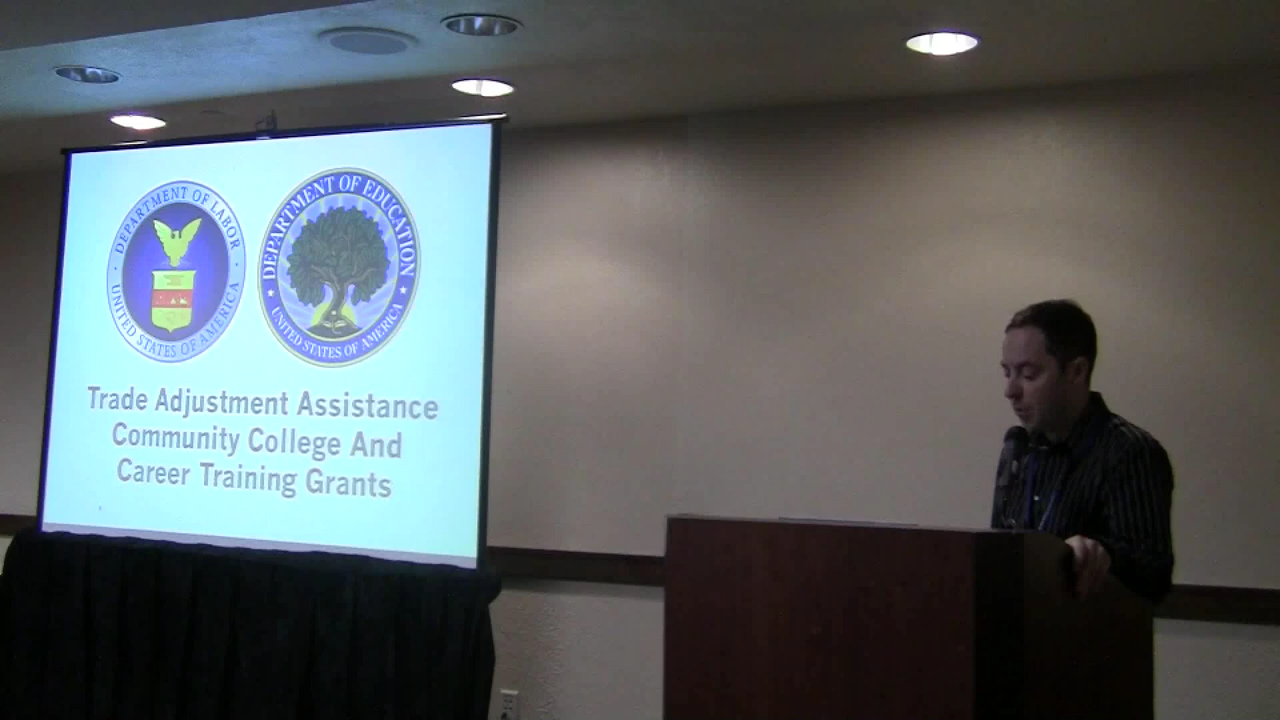 DEPARTMENT OF LABOR
UNITED STATES OF AMERICA
DEPARTMENT OF EDUCATION
UNITED STATES OF AMERICA
Trade Adjustment Assistance
Community College And
Career Training Grants